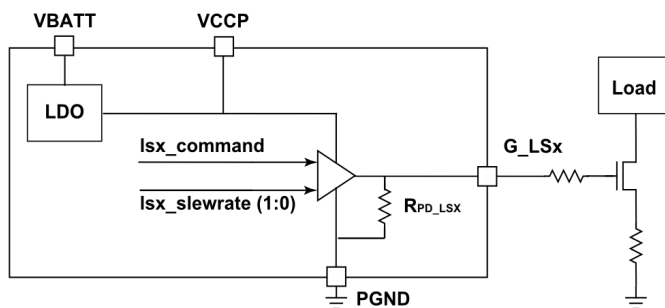 VBATT
VCCP
LDO
Load
lsx_command
G_LSx
lsx_slewrate (1:0)
RPD_LSX
PGND